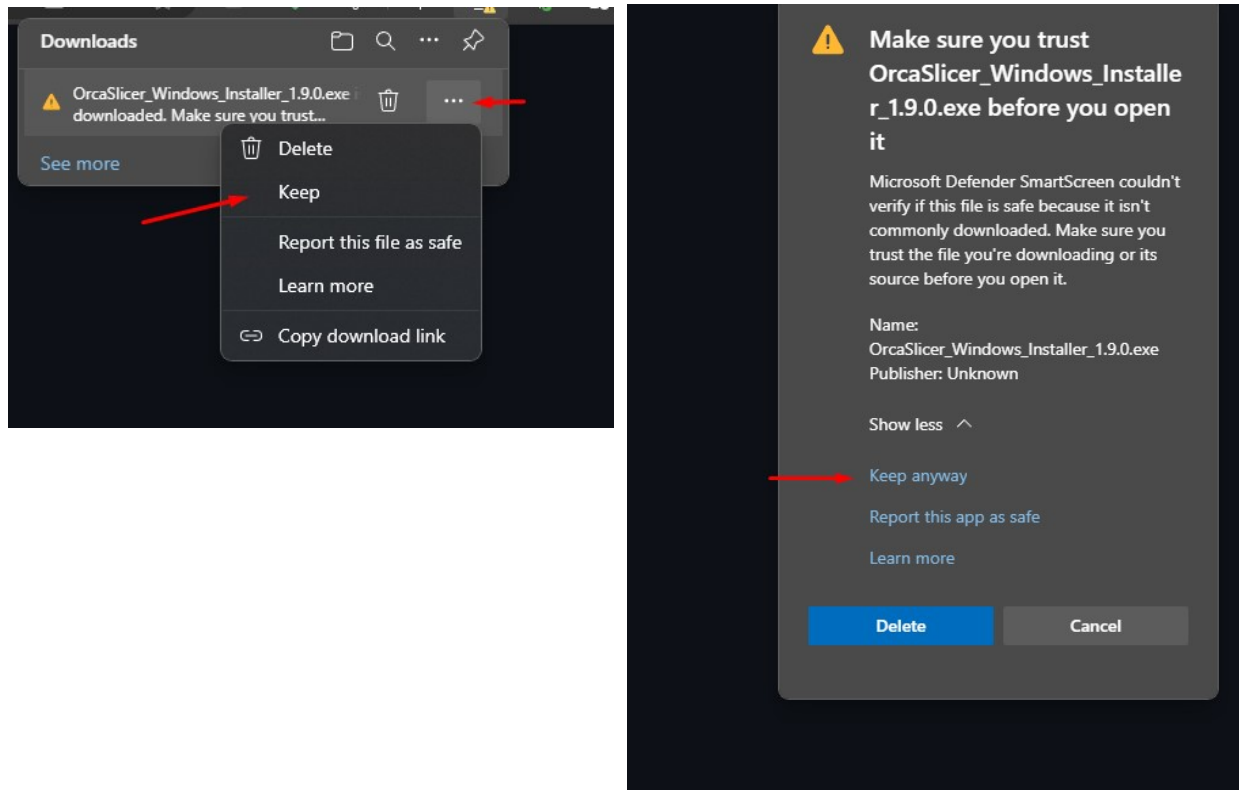 Downloads
OrcaSlicer_Windows_Installer_1.9.0.exe
downloaded. Make sure you trust...
See more
Delete
Keep
Report this file as safe
Learn more
Copy download link
Make sure you trust
OrcaSlicer_Windows_Installe
r_1.9.0.exe before you open
it
Microsoft Defender SmartScreen couldn't
verify if this file is safe because it isn't
commonly downloaded. Make sure you
trust the file you're downloading or its
source before you open it.
Name:
OrcaSlicer_Windows_Installer_1.9.0.exe
Publisher: Unknown
Show less
Keep anyway
Report this app as safe
Learn more
Delete
Cancel